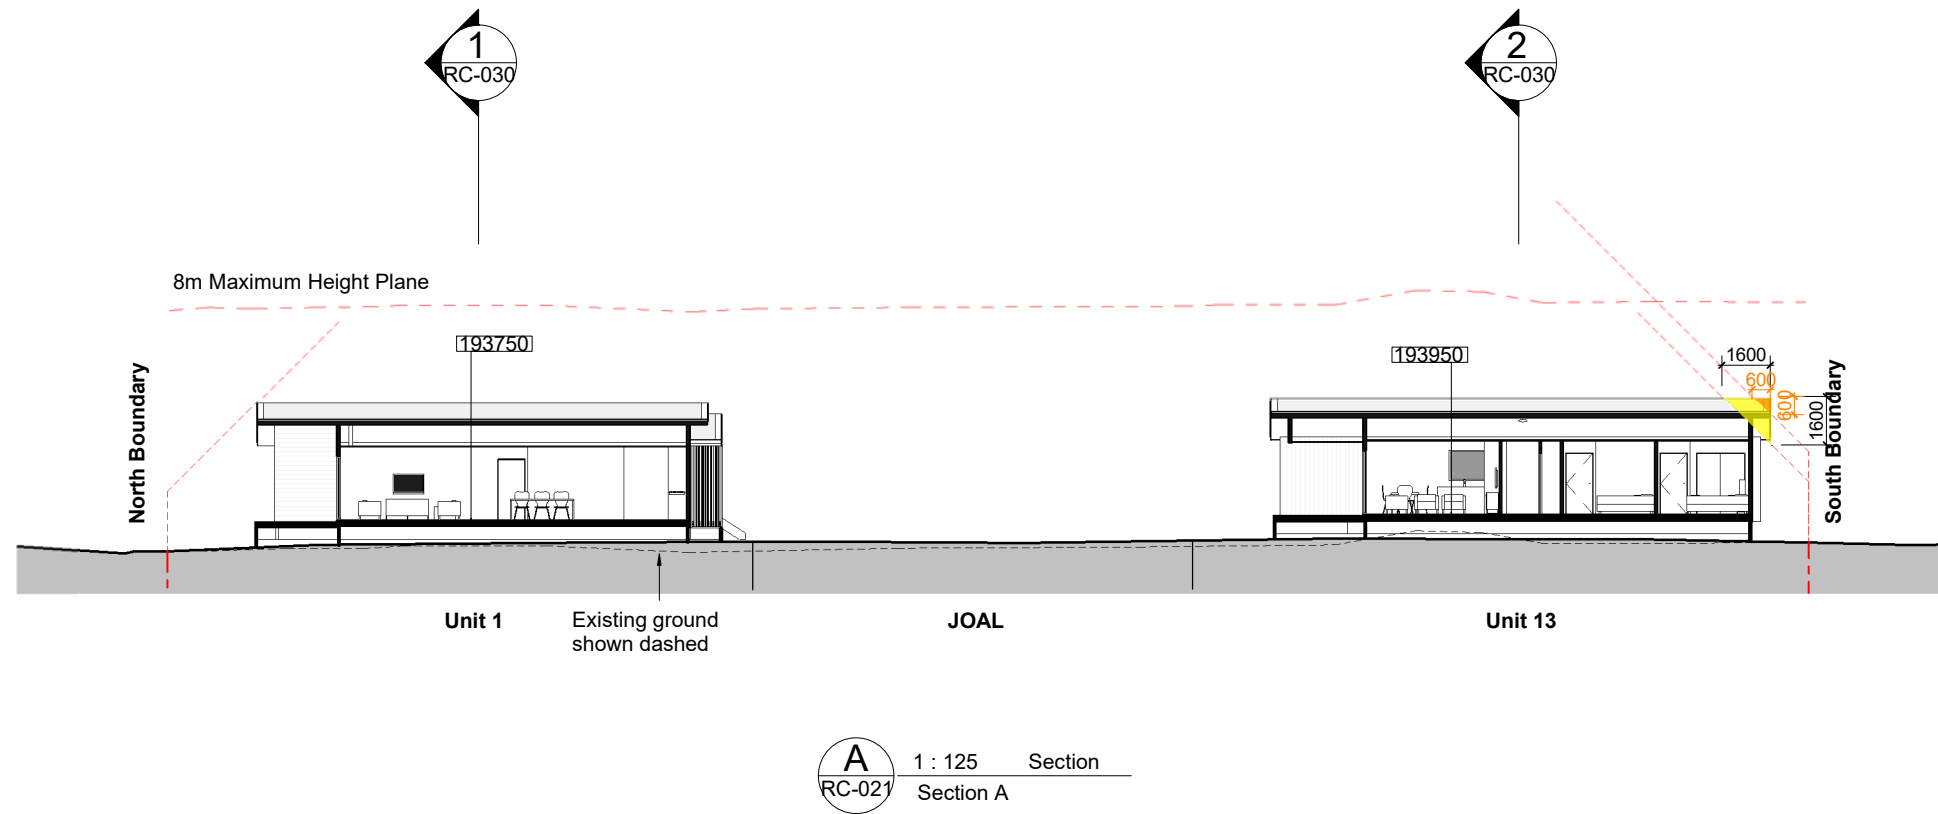 1
RC-030
2
RC-030
8m Maximum Height Plane
193750
193950
1600
600
600
1600
North Boundary
South Boundary
Unit 1
Existing ground
shown dashed
JOAL
Unit 13
A
RC-021
1 : 125 Section
Section A